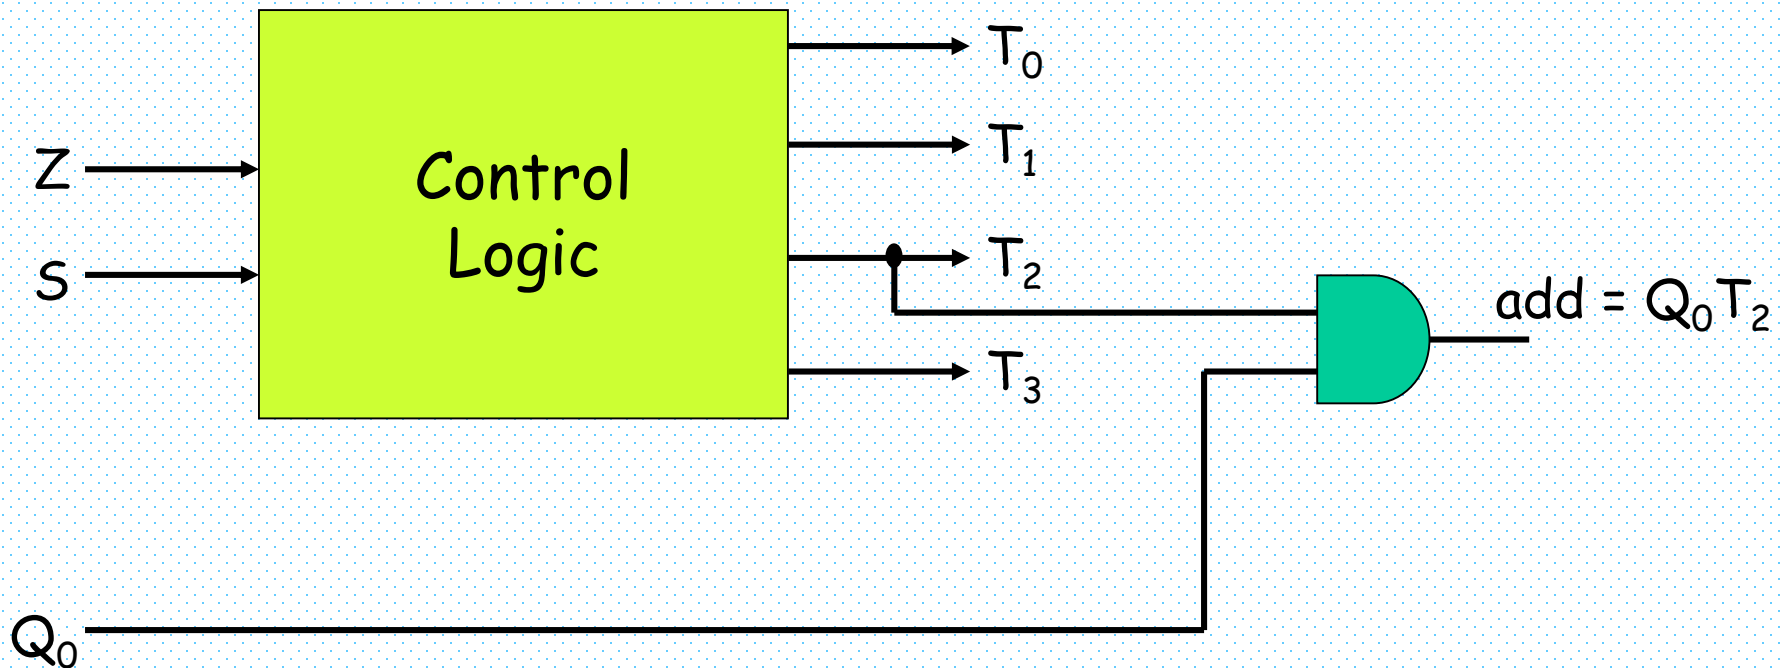 T₀
T₁
Z
Control
Logic
S
T₂
add = Q₀T₂
T₃
Q₀